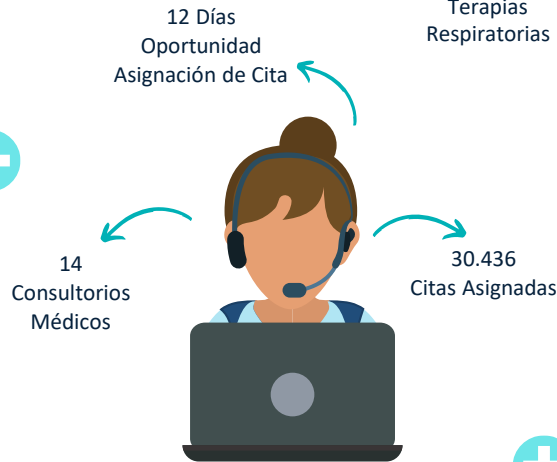 12 Días
Oportunidad
Asignación de Cita
Terapias
Respiratorias
14
Consultorios
Médicos
30.436
Citas Asignadas